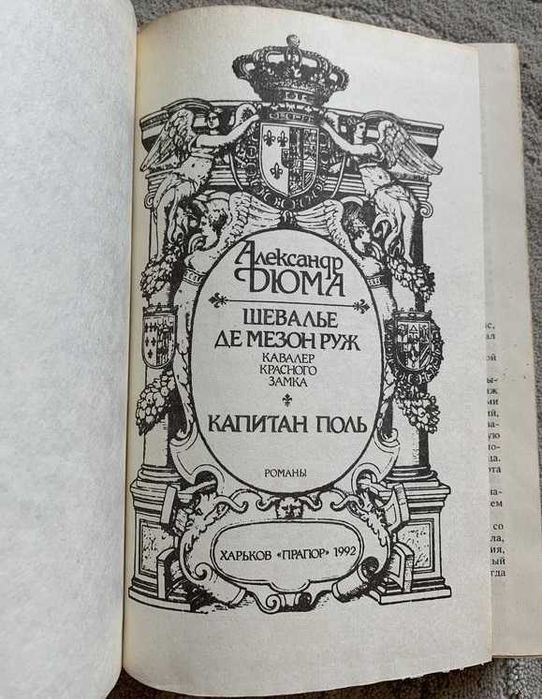 Александр
ДЮМА
ШЕВАЛЬЕ
ДЕ МЕЗОН РУЖ
КАВАЛЕР
КРАСНОГО
ЗАМКА
КАПИТАН ПОЛЬ
РОМАНЫ
ХАРЬКОВ «ПРАПОР» 1992